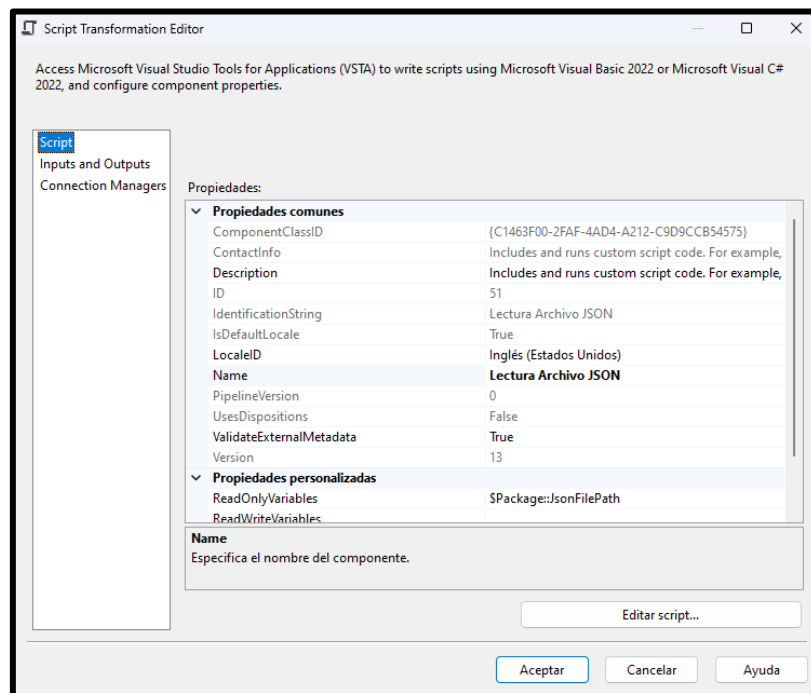 Script Transformation Editor
Access Microsoft Visual Studio Tools for Applications (VSTA) to write scripts using Microsoft Visual Basic 2022 or Microsoft Visual C#
2022, and configure component properties.
Script
Inputs and Outputs
Connection Managers
Propiedades:
Propiedades comunes
ComponentClassID {C1463F00-2FAF-4AD4-A212-C9D9CCB54575}
ContactInfo Includes and runs custom script code. For example,
Description Includes and runs custom script code. For example,
ID 51
IdentificationString Lectura Archivo JSON
IsDefaultLocale True
LocaleID Inglés (Estados Unidos)
Name Lectura Archivo JSON
PipelineVersion 0
UsesDispositions False
ValidateExternalMetadata True
Version 13
Propiedades personalizadas
ReadOnlyVariables $Package::JsonFilePath
ReadWriteVariables
Name
Especifica el nombre del componente.
Editar script...
Aceptar Cancelar Ayuda